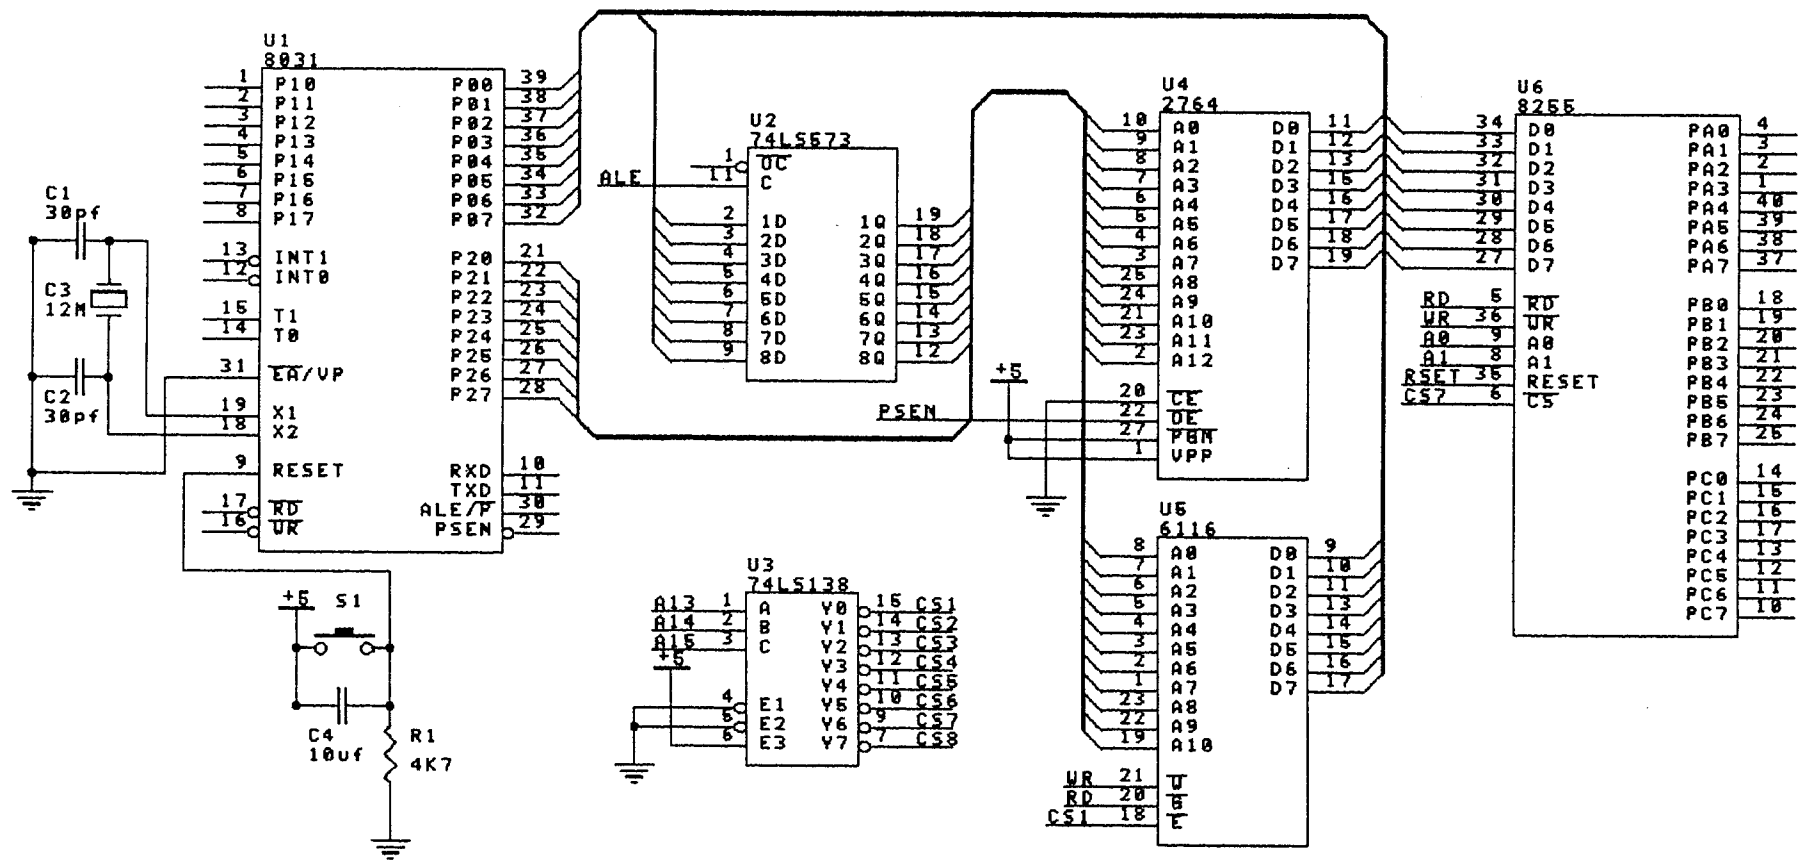 U1
8031
1 P10 P00 39
2 P11 P01 38
3 P12 P02 37
4 P13 P03 36
5 P14 P04 35
6 P15 P05 34
7 P16 P06 33
8 P17 P07 32
13 INT1 P20 21
12 INT0 P21 22
P22 23
15 T1 P23 24
14 T0 P24 25
P25 26
31 EA/VP P26 27
P27 28
19 X1
18 X2
9 RESET RXD 10
TXD 11
17 RD ALE/P 30
16 WR PSEN 29
C1
30pf
C3
12M
C2
30pf
+5 S1
C4
10uf
R1
4K7
U2
74LS573
1 OC
ALE 11 C
2 1D 1Q 19
3 2D 2Q 18
4 3D 3Q 17
5 4D 4Q 16
6 5D 5Q 15
7 6D 6Q 14
8 7D 7Q 13
9 8D 8Q 12
U3
74LS138
A13 1 A Y0 15 CS1
A14 2 B Y1 14 CS2
A15 3 C Y2 13 CS3
+5 Y3 12 CS4
Y4 11 CS5
4 E1 Y5 10 CS6
5 E2 Y6 9 CS7
6 E3 Y7 7 CS8
U4
2764
10 A0 D0 11
9 A1 D1 12
8 A2 D2 13
7 A3 D3 15
6 A4 D4 16
5 A5 D5 17
4 A6 D6 18
3 A7 D7 19
25 A8
24 A9
21 A10
23 A11
2 A12
+5
20 CE
PSEN 22 OE
27 PGM
1 VPP
U5
6116
8 A0 D0 9
7 A1 D1 10
6 A2 D2 11
5 A3 D3 13
4 A4 D4 14
3 A5 D5 15
2 A6 D6 16
1 A7 D7 17
23 A8
22 A9
19 A10
WR 21 W
RD 20 G
CS1 18 E
U6
8255
34 D0 PA0 4
33 D1 PA1 3
32 D2 PA2 2
31 D3 PA3 1
30 D4 PA4 40
29 D5 PA5 39
28 D6 PA6 38
27 D7 PA7 37
RD 5 RD PB0 18
WR 36 WR PB1 19
A0 9 A0 PB2 20
A1 8 A1 PB3 21
RSET 35 RESET PB4 22
CS7 6 CS PB5 23
PB6 24
PB7 25
PC0 14
PC1 15
PC2 16
PC3 17
PC4 13
PC5 12
PC6 11
PC7 10